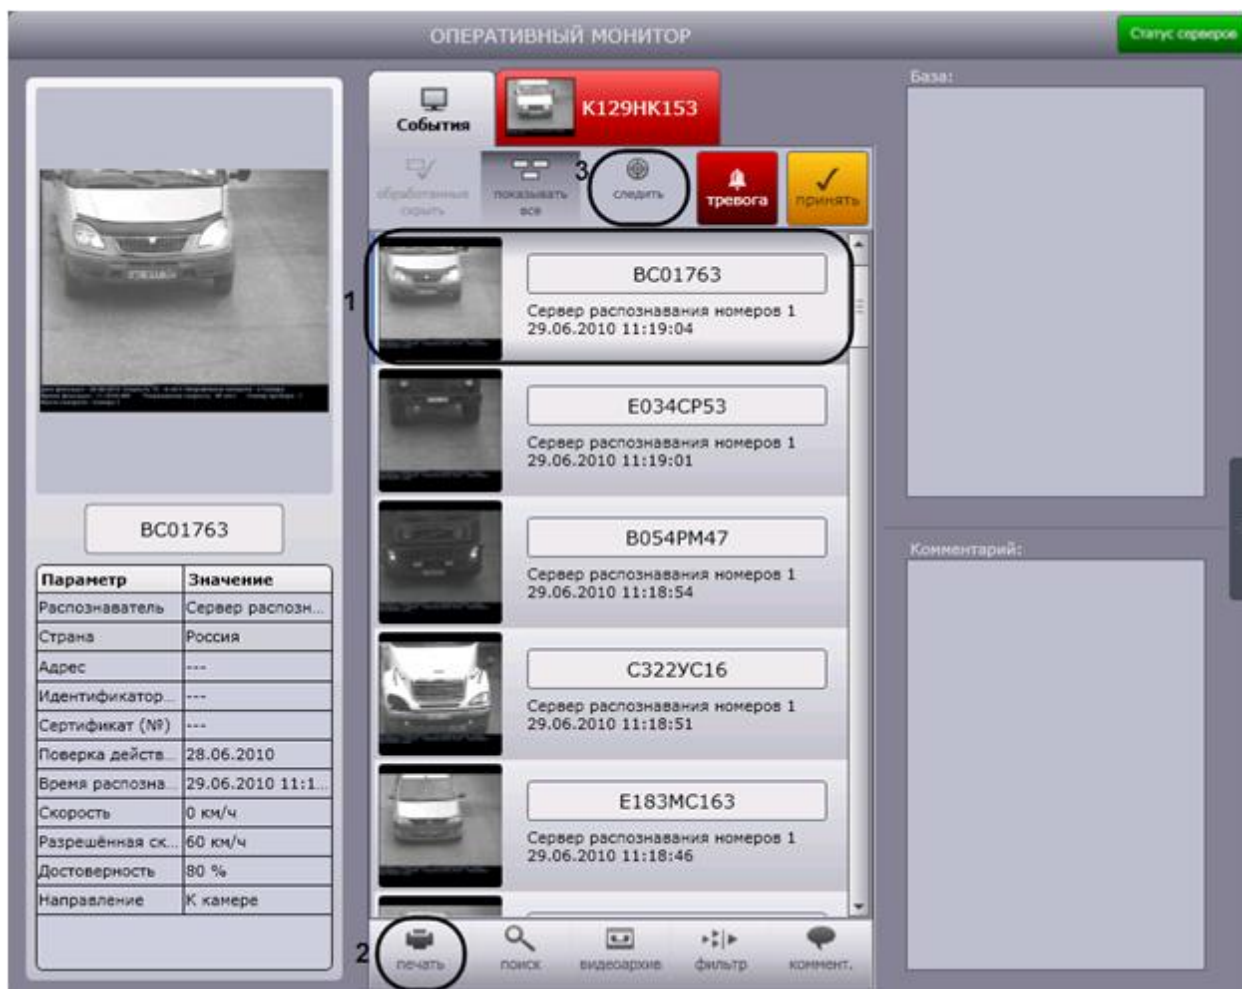 ОПЕРАТИВНЫЙ МОНИТОР
Статус серверов
События
K129HK153
3
обработанные
скрыть
показывать
все
следить
тревога
принять
1
BC01763
Сервер распознавания номеров 1
29.06.2010 11:19:04
E034CP53
Сервер распознавания номеров 1
29.06.2010 11:19:01
B054PM47
Сервер распознавания номеров 1
29.06.2010 11:18:54
C322УC16
Сервер распознавания номеров 1
29.06.2010 11:18:51
E183MC163
Сервер распознавания номеров 1
29.06.2010 11:18:46
2
печать
поиск
видеоархив
фильтр
коммент.
BC01763
Параметр Значение
Распознаватель Сервер распозн...
Страна Россия
Адрес ---
Идентификатор... ---
Сертификат (№) ---
Поверка действ... 28.06.2010
Время распозна... 29.06.2010 11:1...
Скорость 0 км/ч
Разрешённая ск... 60 км/ч
Достоверность 80 %
Направление К камере
База:
Комментарий: